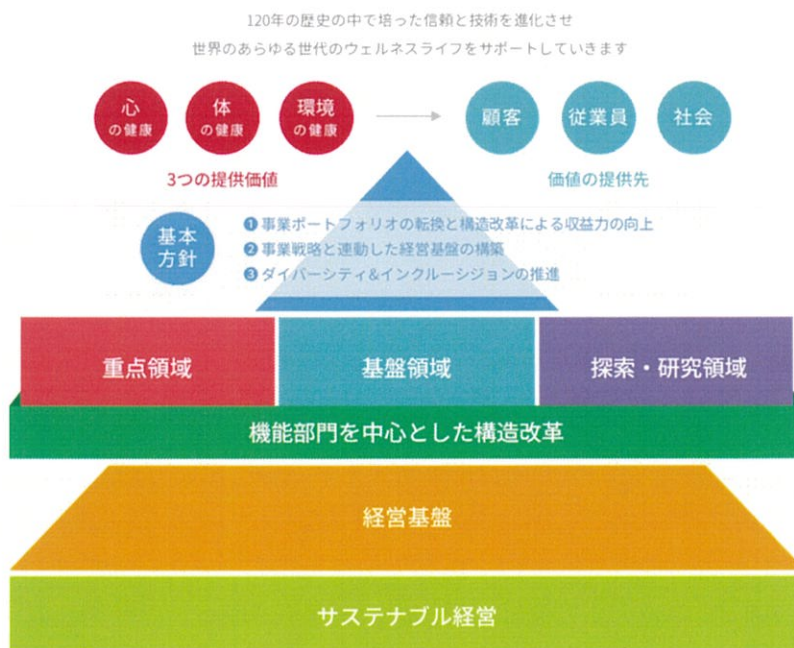 120年の歴史の中で培った信頼と技術を進化させ
世界のあらゆる世代のウェルネスライフをサポートしていきます
心
の健康
体
の健康
環境
の健康
顧客
従業員
社会
3つの提供価値
価値の提供先
基本
方針
❶ 事業ポートフォリオの転換と構造改革による収益力の向上
❷ 事業戦略と連動した経営基盤の構築
❸ ダイバーシティ&インクルーシジョンの推進
重点領域
基盤領域
探索・研究領域
機能部門を中心とした構造改革
経営基盤
サステナブル経営